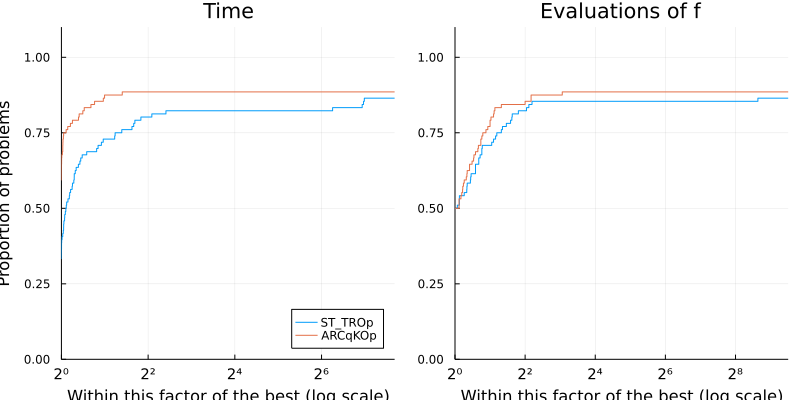 Time
Proportion of problems
1.00
0.75
0.50
0.25
0.00
2⁰
2²
2⁴
2⁶
Within this factor of the best (log scale)
ST_TROp
ARCqKOp
Evaluations of f
1.00
0.75
0.50
0.25
0.00
2⁰
2²
2⁴
2⁶
2⁸
Within this factor of the best (log scale)